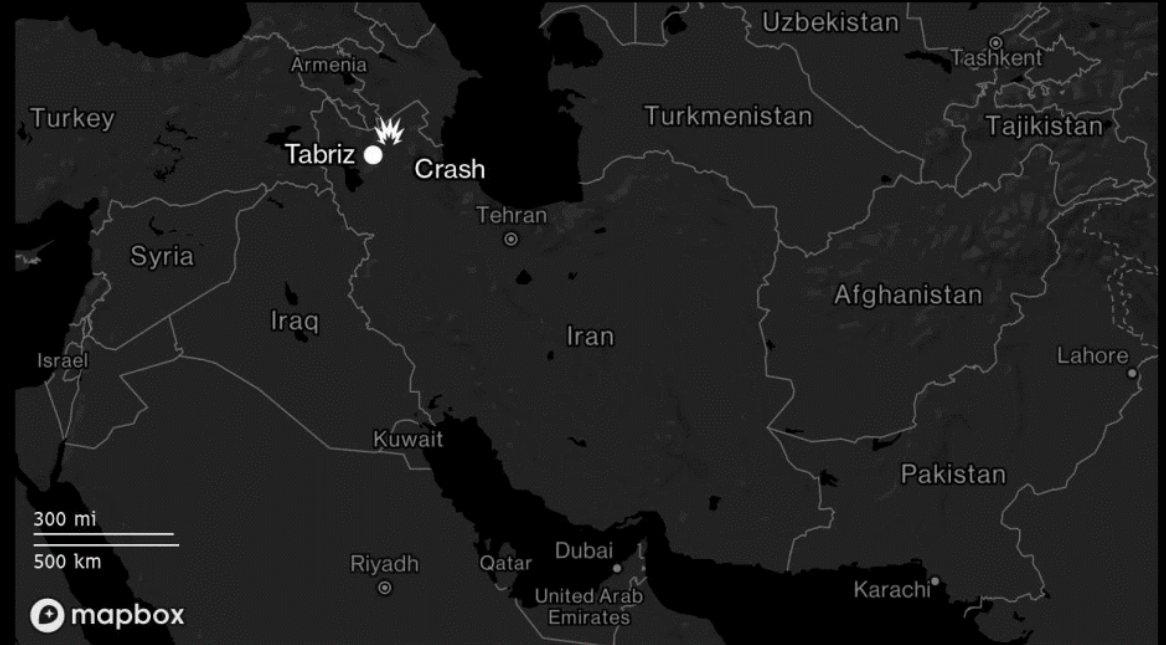 Uzbekistan
Tashkent
Armenia
Turkey
Turkmenistan
Tajikistan
Tabriz
Crash
Tehran
Syria
Afghanistan
Iraq
Iran
Israel
Lahore
Kuwait
Pakistan
300 mi
500 km
Riyadh
Qatar
Dubai
United Arab
Emirates
Karachi
mapbox